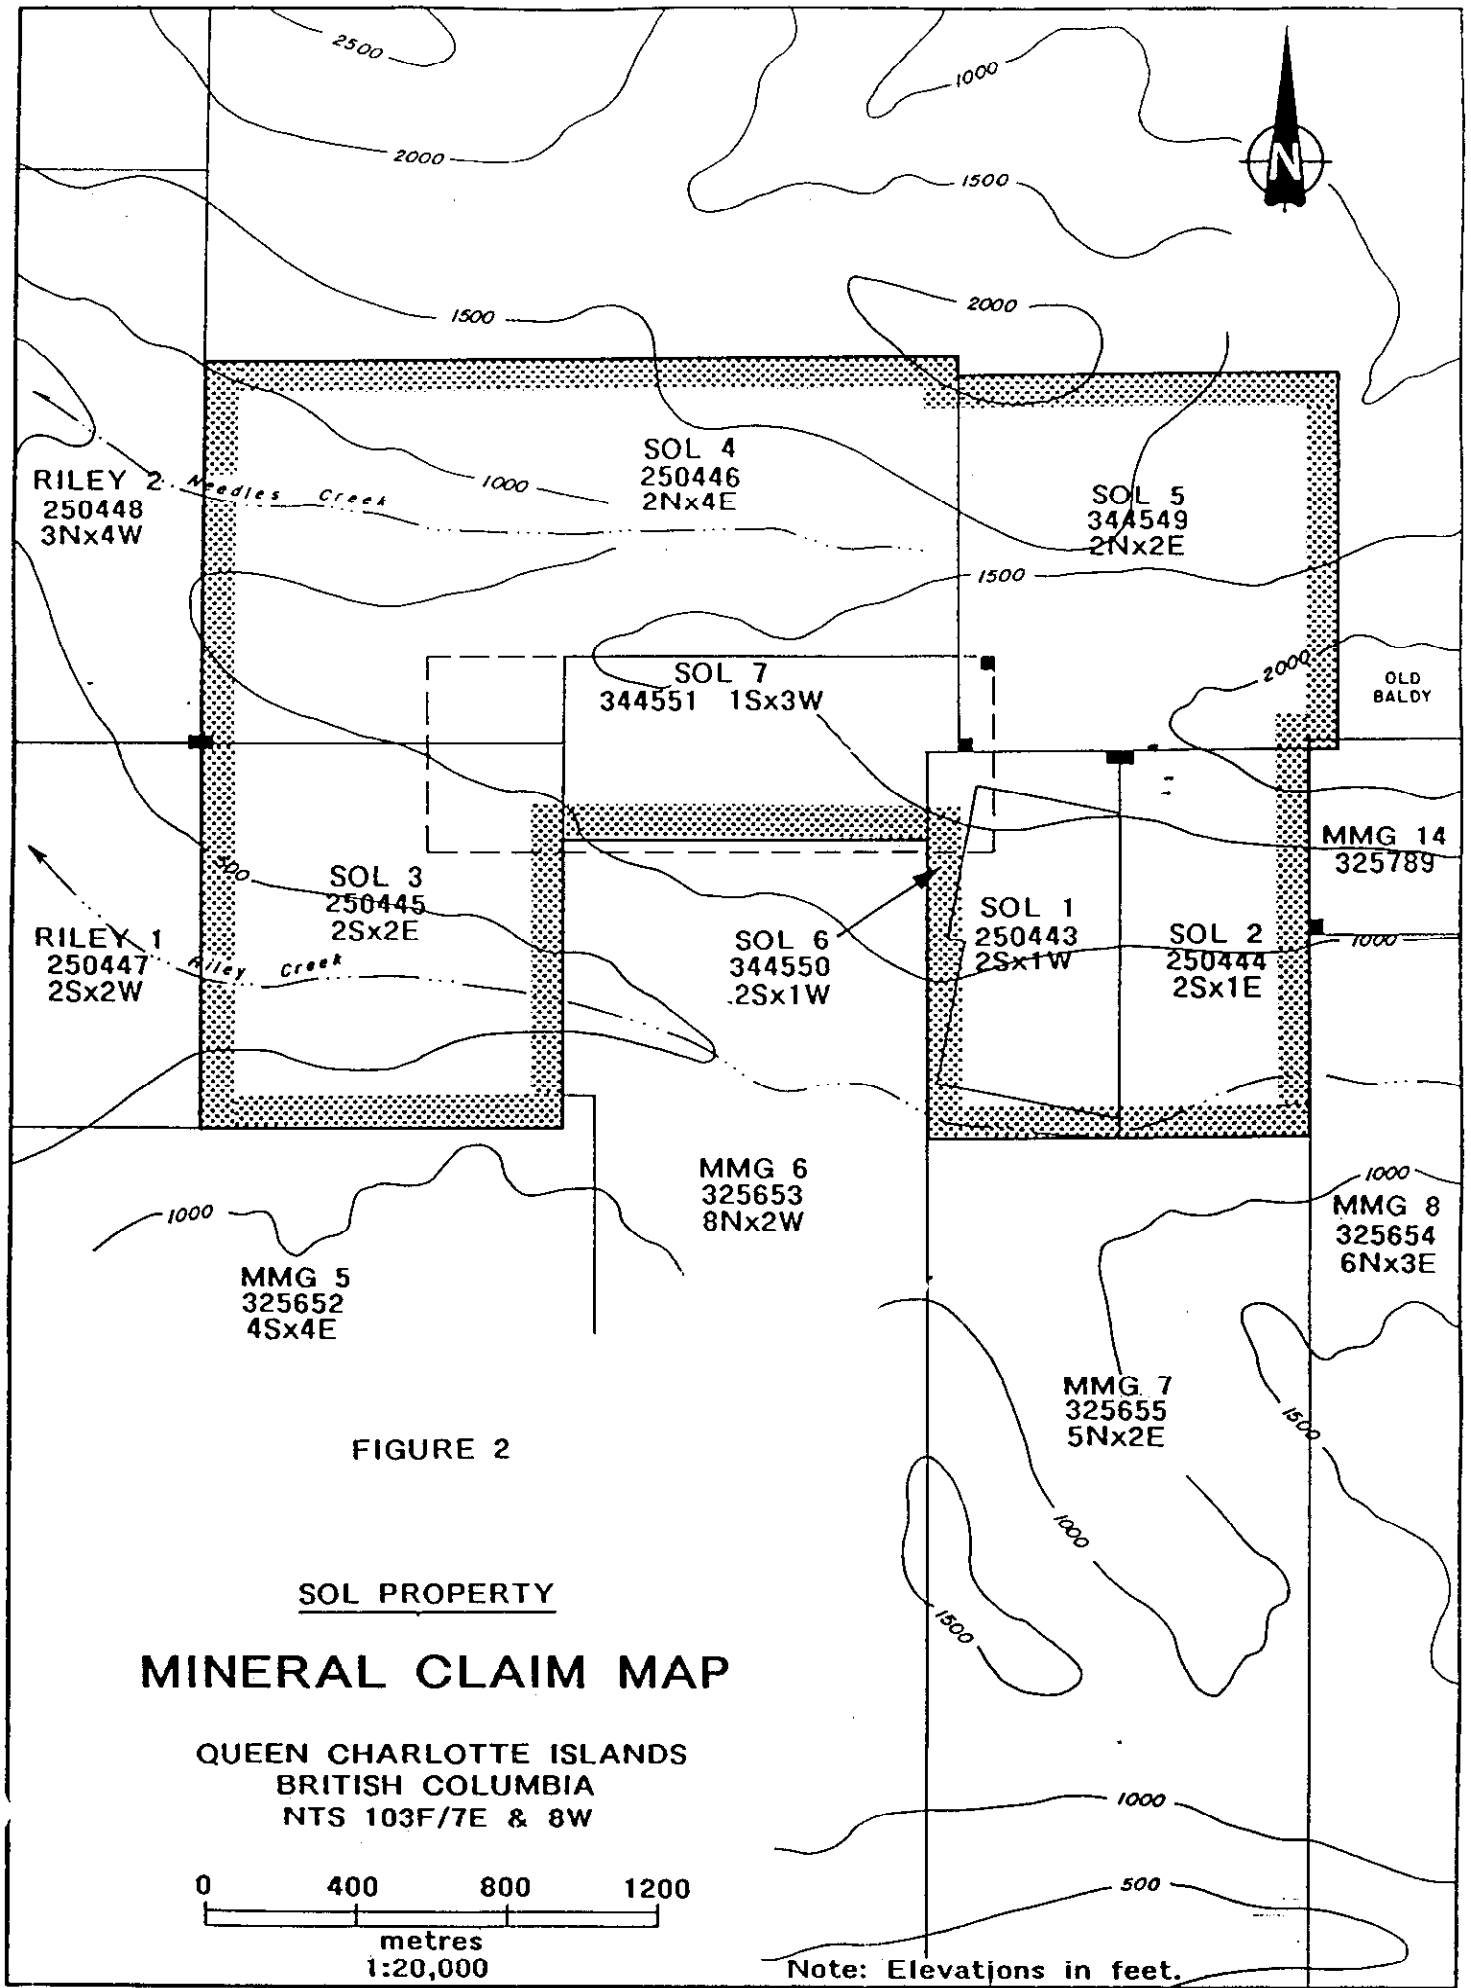 2500
1000
2000
N
1500
2000
1500
SOL 4
250446
2Nx4E
RILEY 2
250448
3Nx4W
Needles Creek
1000
SOL 5
344549
2Nx2E
1500
SOL 7
344551 1Sx3W
2000
OLD
BALDY
MMG 14
325789
500
SOL 3
250445
2Sx2E
RILEY 1
250447
2Sx2W
Riley Creek
SOL 6
344550
2Sx1W
SOL 1
250443
2Sx1W
SOL 2
250444
2Sx1E
1000
MMG 6
325653
8Nx2W
1000
MMG 8
325654
6Nx3E
1000
MMG 5
325652
4Sx4E
MMG 7
325655
5Nx2E
1500
FIGURE 2
1000
1500
SOL PROPERTY
MINERAL CLAIM MAP
QUEEN CHARLOTTE ISLANDS
BRITISH COLUMBIA
NTS 103F/7E & 8W
1000
500
0 400 800 1200
metres
1:20,000
Note: Elevations in feet.